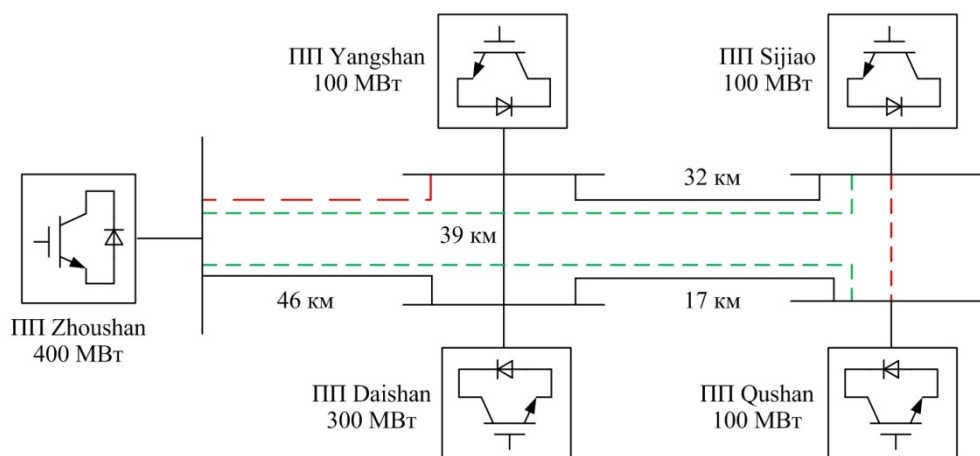 ПП Yangshan
100 МВт
ПП Sijiao
100 МВт
32 км
39 км
46 км
17 км
ПП Zhoushan
400 МВт
ПП Daishan
300 МВт
ПП Qushan
100 МВт